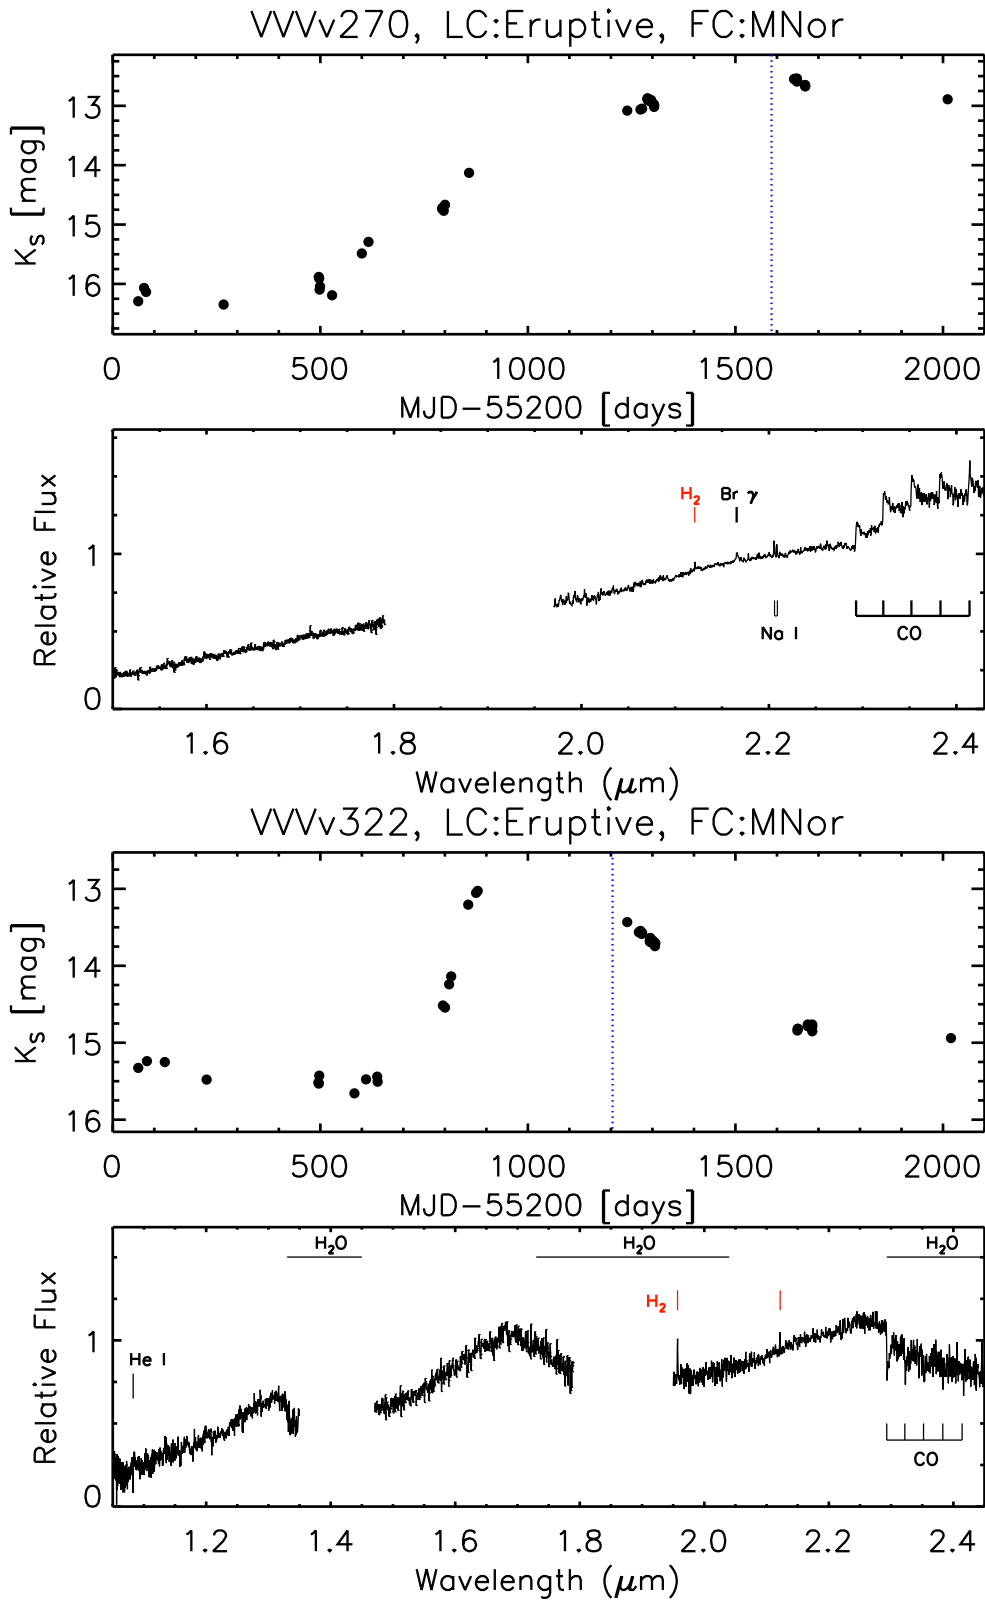 VVVv270, LC:Eruptive, FC:MNor
13
14
15
16
K_S [mag]
0 500 1000 1500 2000
MJD-55200 [days]
H₂ Br γ
1
Relative Flux
Na I CO
0
1.6 1.8 2.0 2.2 2.4
Wavelength (μm)
VVVv322, LC:Eruptive, FC:MNor
13
14
15
16
K_S [mag]
0 500 1000 1500 2000
MJD-55200 [days]
H₂O H₂O H₂O
H₂
1
He I
Relative Flux
CO
0
1.2 1.4 1.6 1.8 2.0 2.2 2.4
Wavelength (μm)